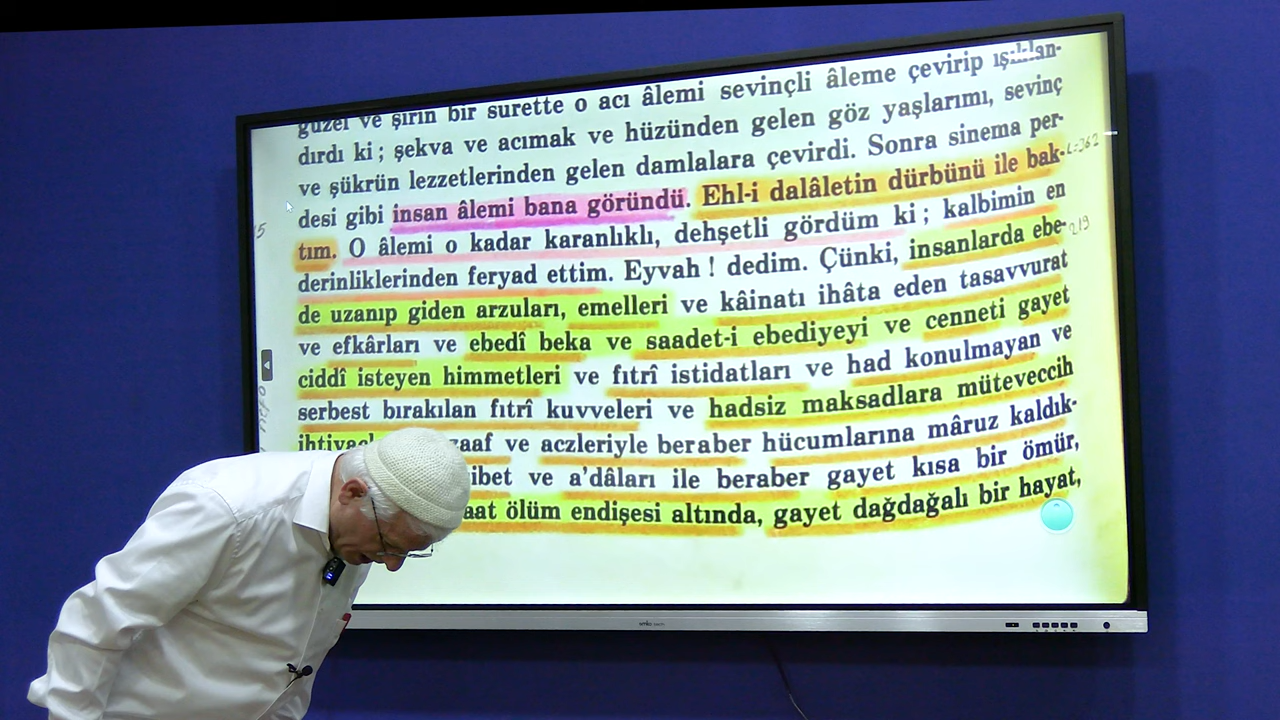 güzel ve şirin bir surette o acı âlemi sevinçli âleme çevirip ışıklan-
dırdı ki; şekva ve acımak ve hüzünden gelen göz yaşlarımı, sevinç
ve şükrün lezzetlerinden gelen damlalara çevirdi. Sonra sinema per-
desi gibi insan âlemi bana göründü. Ehl-i dalâletin dürbünü ile bak-
tım. O âlemi o kadar karanlıklı, dehşetli gördüm ki; kalbimin en
derinliklerinden feryad ettim. Eyvah! dedim. Çünki, insanlarda ebe-
de uzanıp giden arzuları, emelleri ve kâinatı ihâta eden tasavvurat
ve efkârları ve ebedî beka ve saadet-i ebediyeyi ve cenneti gayet
ciddî isteyen himmetleri ve fıtrî istidatları ve had konulmayan ve
serbest bırakılan fıtrî kuvveleri ve hadsiz maksadlara müteveccih
zaaf ve aczleriyle beraber hücumlarına mâruz kaldık-
ve a'dâları ile beraber gayet kısa bir ömür,
ölüm endişesi altında, gayet dağdağalı bir hayat,
L=362
219